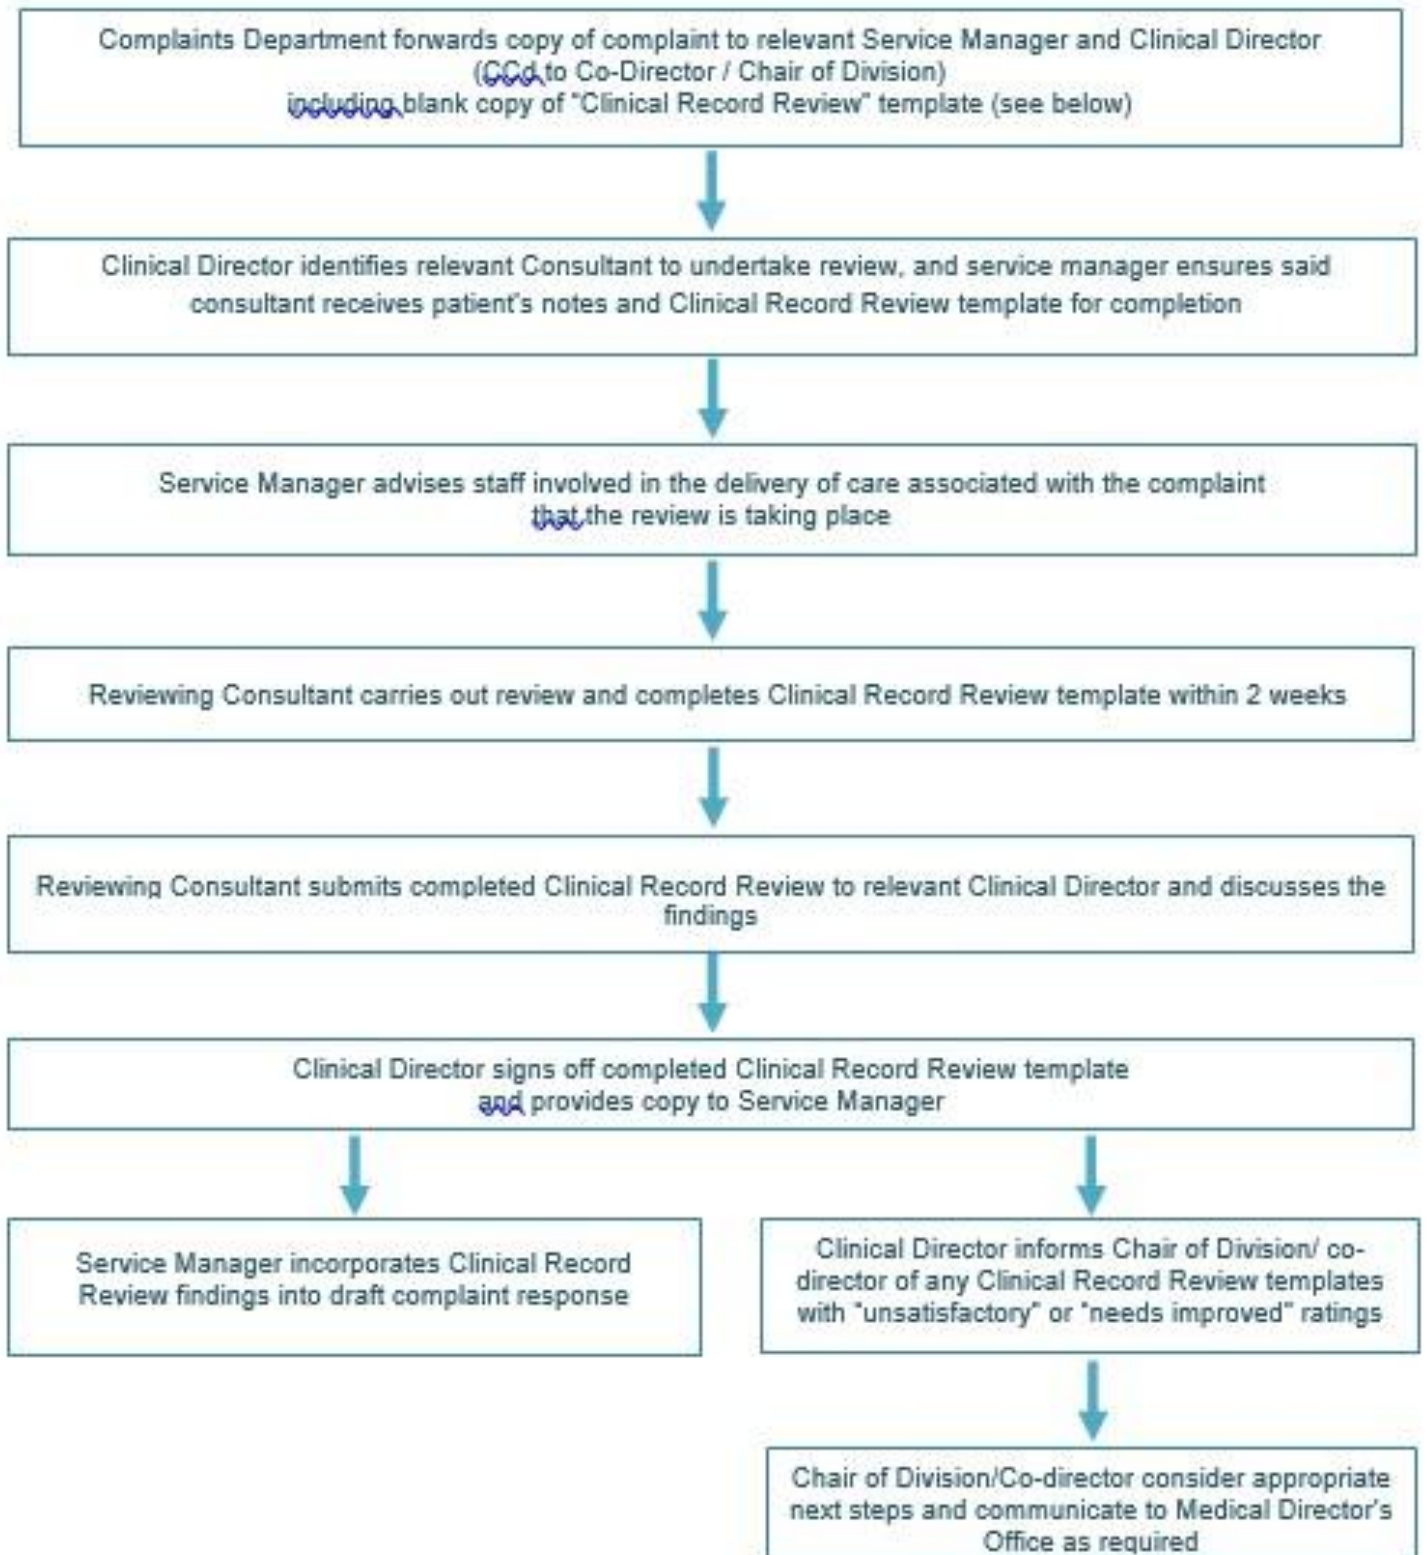 Complaints Department forwards copy of complaint to relevant Service Manager and Clinical Director
(CCd to Co-Director / Chair of Division)
including blank copy of "Clinical Record Review" template (see below)
Clinical Director identifies relevant Consultant to undertake review, and service manager ensures said
consultant receives patient's notes and Clinical Record Review template for completion
Service Manager advises staff involved in the delivery of care associated with the complaint
that the review is taking place
Reviewing Consultant carries out review and completes Clinical Record Review template within 2 weeks
Reviewing Consultant submits completed Clinical Record Review to relevant Clinical Director and discusses the
findings
Clinical Director signs off completed Clinical Record Review template
and provides copy to Service Manager
Service Manager incorporates Clinical Record
Review findings into draft complaint response
Clinical Director informs Chair of Division/ co-
director of any Clinical Record Review templates
with "unsatisfactory" or "needs improved" ratings
Chair of Division/Co-director consider appropriate
next steps and communicate to Medical Director's
Office as required